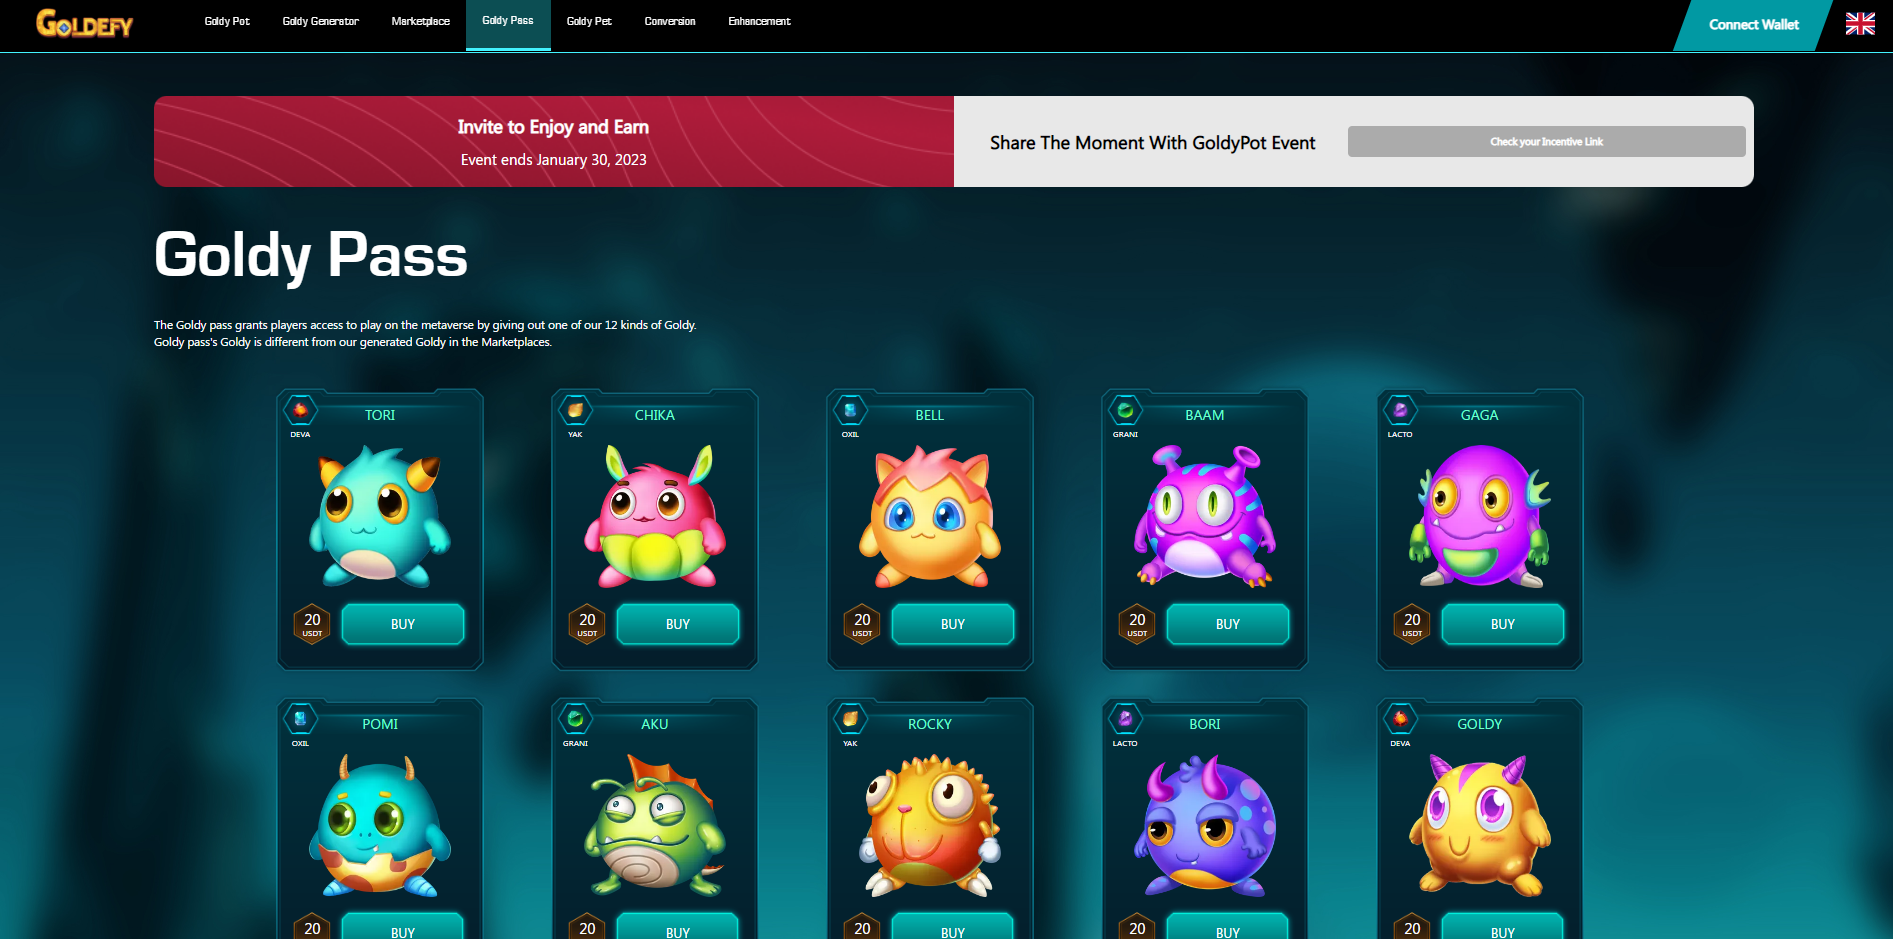 GOLDEFY
Goldy Pot
Goldy Generator
Marketplace
Goldy Pass
Goldy Pet
Conversion
Enhancement
Connect Wallet
Invite to Enjoy and Earn
Event ends January 30, 2023
Share The Moment With GoldyPot Event
Check your Incentive Link
Goldy Pass
The Goldy pass grants players access to play on the metaverse by giving out one of our 12 kinds of Goldy.
Goldy pass's Goldy is different from our generated Goldy in the Marketplaces.
TORI
DEVA
20
USDT
BUY
CHIKA
YAK
20
USDT
BUY
BELL
OXIL
20
USDT
BUY
BAAM
GRANI
20
USDT
BUY
GAGA
LACTO
20
USDT
BUY
POMI
OXIL
20
BUY
AKU
GRANI
20
BUY
ROCKY
YAK
20
BUY
BORI
LACTO
20
BUY
GOLDY
DEVA
20
BUY